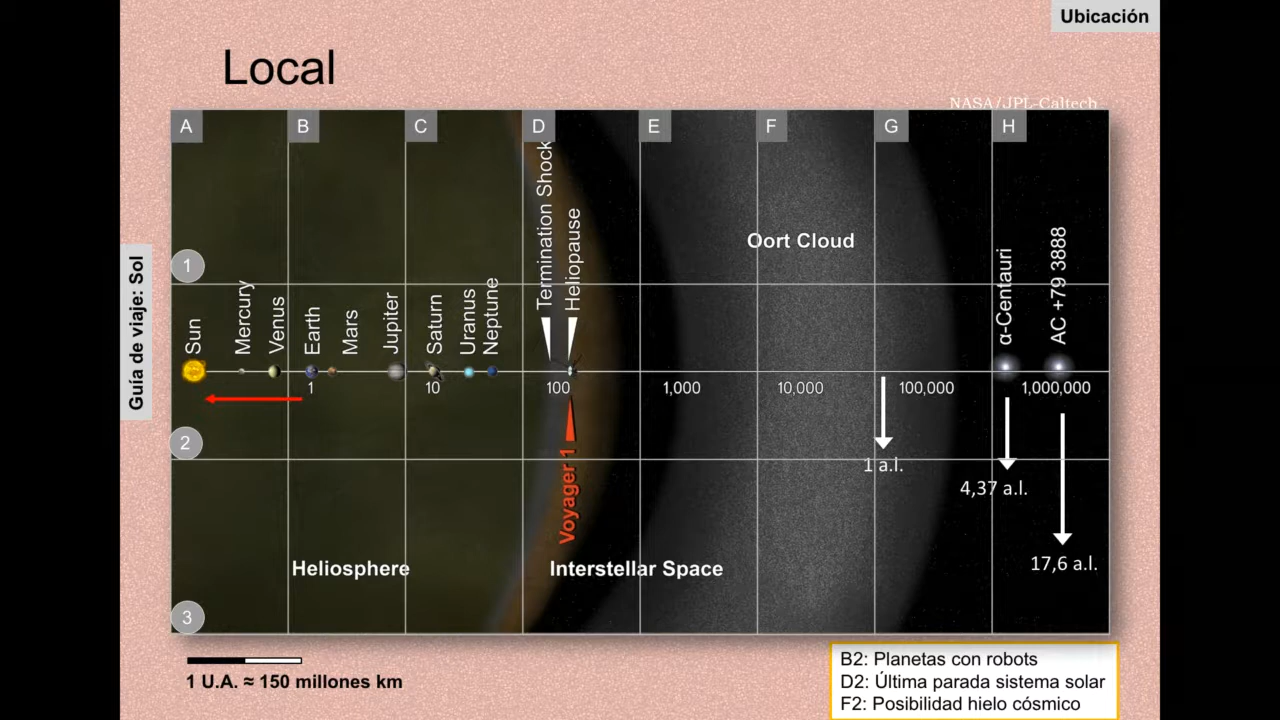 Ubicación
Local
NASA/JPL-Caltech
A B C D E F G H
Termination Shock
Heliopause
Oort Cloud
1
Guía de viaje: Sol
Sun
Mercury
Venus
Earth
Mars
Jupiter
Saturn
Uranus
Neptune
α-Centauri
AC +79 3888
1 10 100 1,000 10,000 100,000 1,000,000
2
Voyager 1
1 a.l.
4,37 a.l.
17,6 a.l.
Heliosphere
Interstellar Space
3
1 U.A. ≈ 150 millones km
B2: Planetas con robots
D2: Última parada sistema solar
F2: Posibilidad hielo cósmico